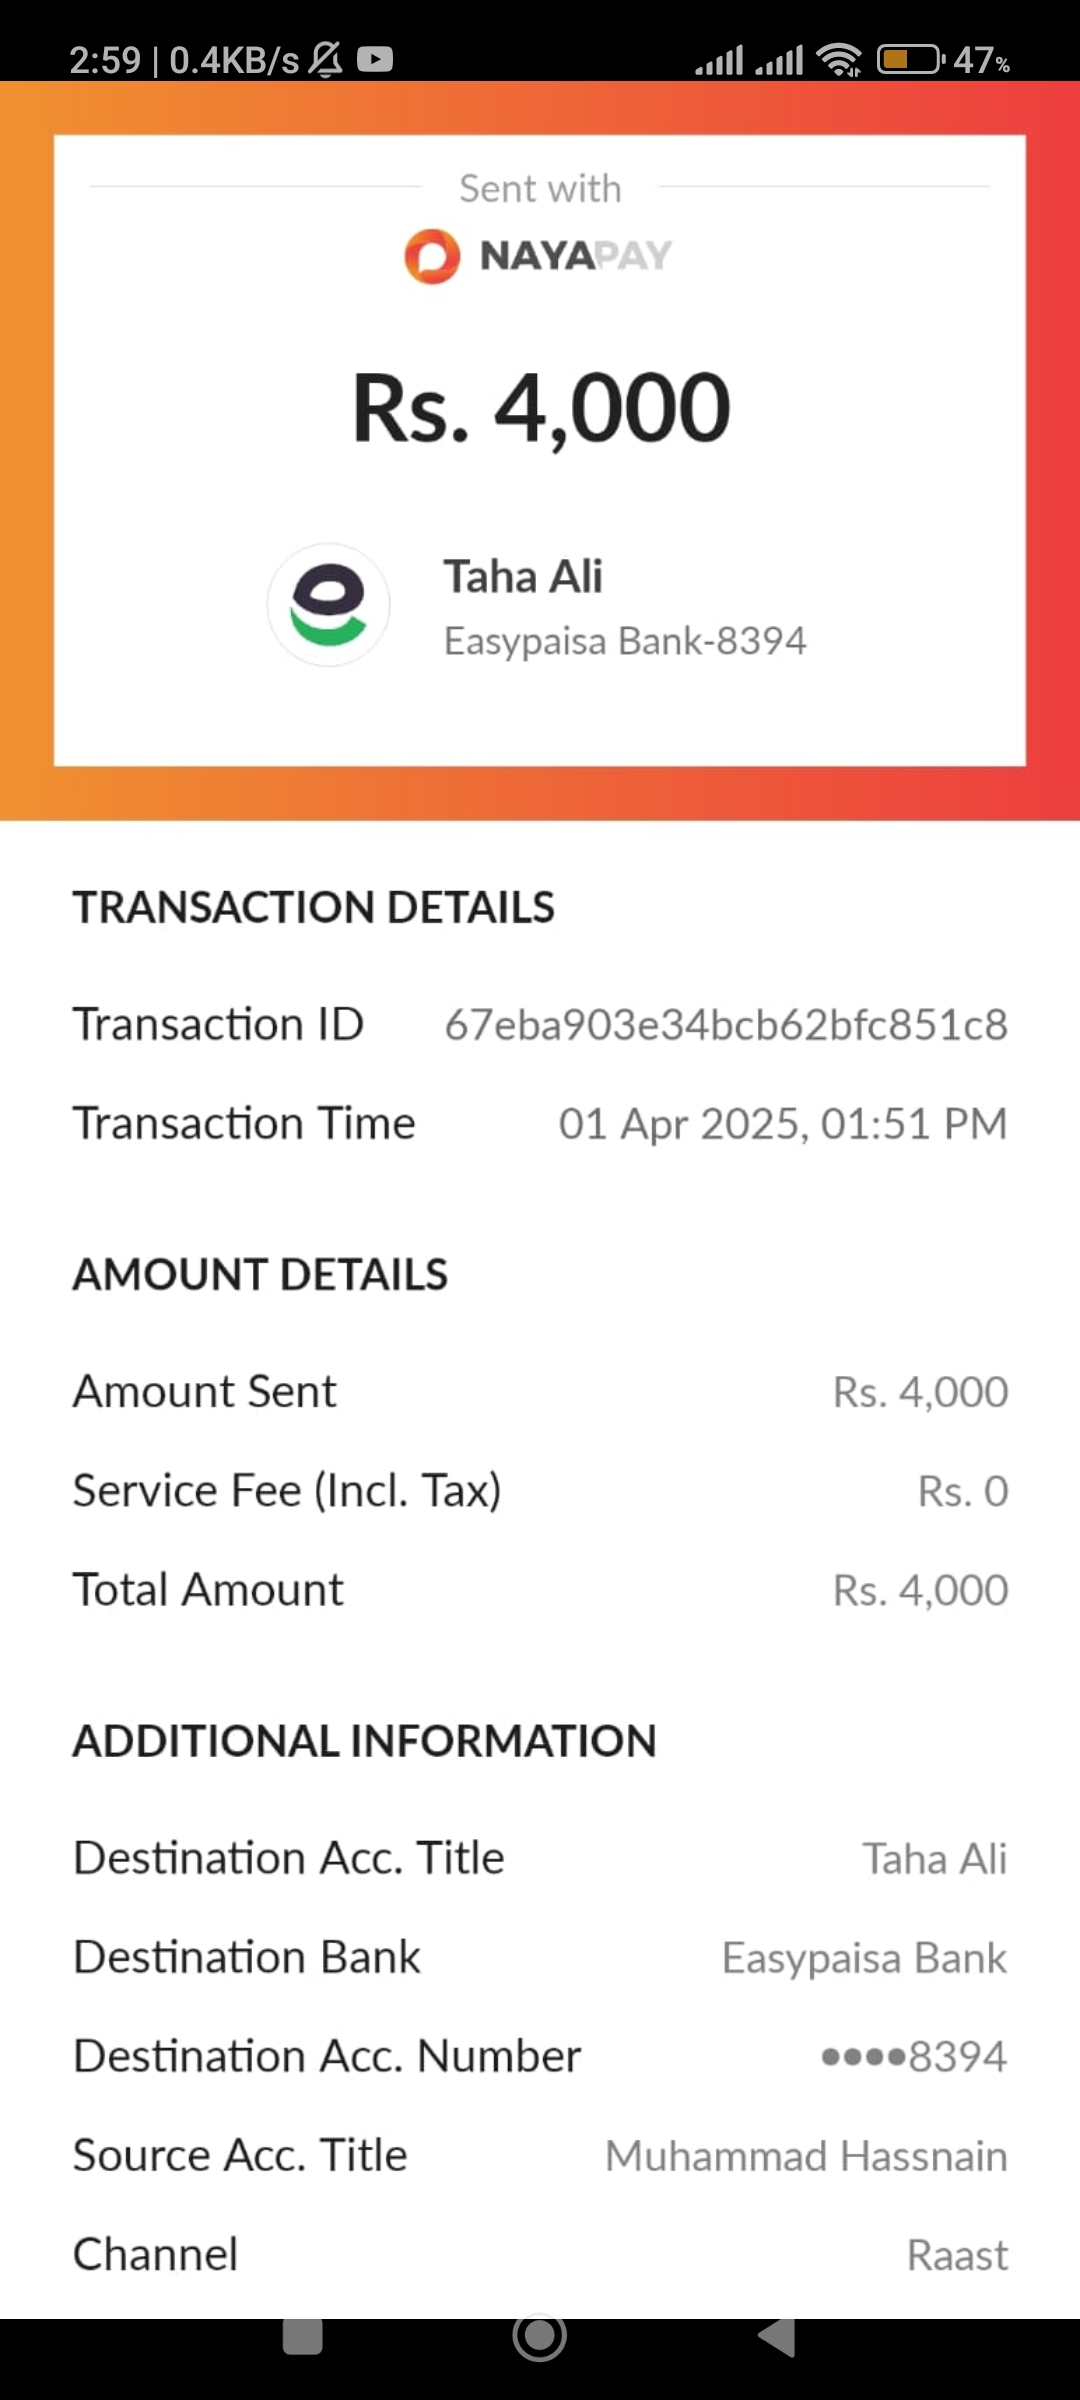 2:59 | 0.4KB/s 47%
Sent with
NAYAPAY
Rs. 4,000
Taha Ali
Easypaisa Bank-8394
TRANSACTION DETAILS
Transaction ID 67eba903e34bcb62bfc851c8
Transaction Time 01 Apr 2025, 01:51 PM
AMOUNT DETAILS
Amount Sent Rs. 4,000
Service Fee (Incl. Tax) Rs. 0
Total Amount Rs. 4,000
ADDITIONAL INFORMATION
Destination Acc. Title Taha Ali
Destination Bank Easypaisa Bank
Destination Acc. Number ●●●●8394
Source Acc. Title Muhammad Hassnain
Channel Raast